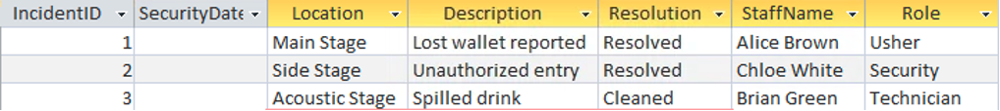 IncidentID SecurityDate Location Description Resolution StaffName Role
1 Main Stage Lost wallet reported Resolved Alice Brown Usher
2 Side Stage Unauthorized entry Resolved Chloe White Security
3 Acoustic Stage Spilled drink Cleaned Brian Green Technician